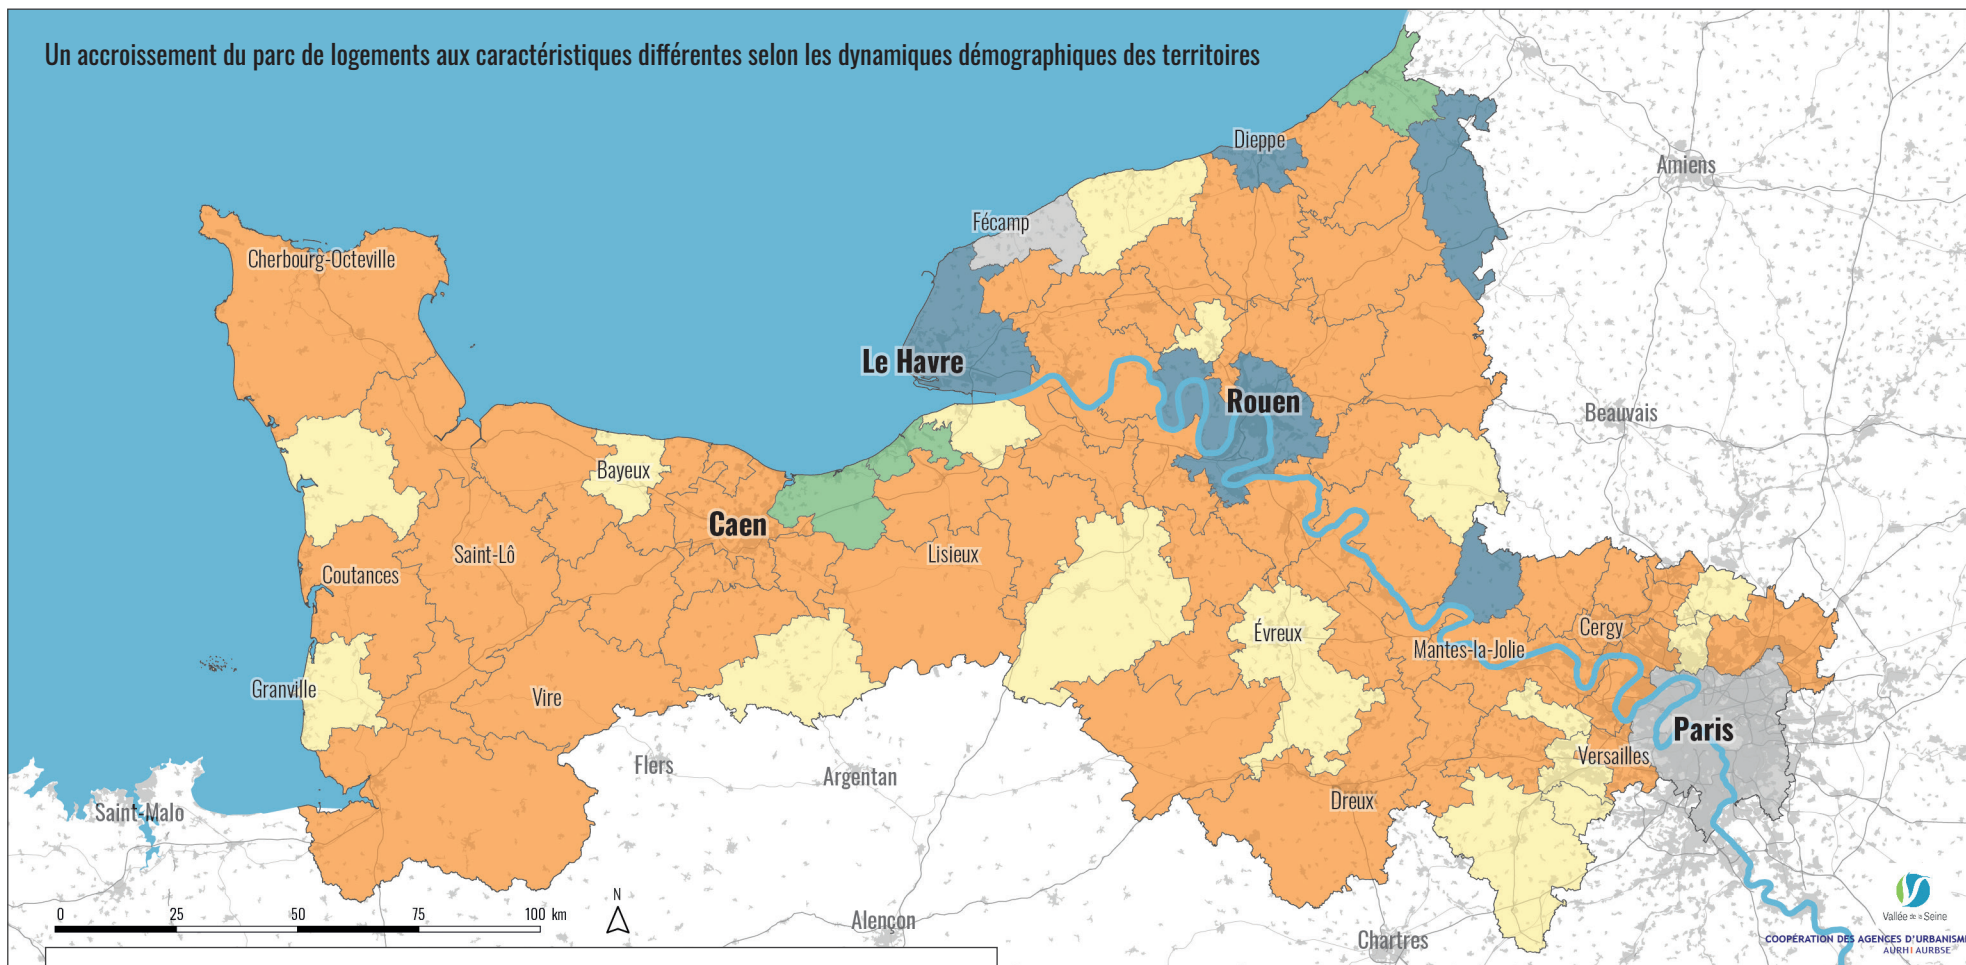 Un accroissement du parc de logements aux caractéristiques différentes selon les dynamiques démographiques des territoires
Dieppe
Amiens
Fécamp
Cherbourg-Octeville
Le Havre
Rouen
Beauvais
Bayeux
Caen
Saint-Lô
Lisieux
Coutances
Évreux
Cergy
Mantes-la-Jolie
Granville
Vire
Paris
Versailles
Flers
Argentan
Dreux
Saint-Malo
N
0 25 50 75 100 km
Alençon
Chartres
Vallée de la Seine
COOPÉRATION DES AGENCES D'URBANISME
AURH | AURBSE